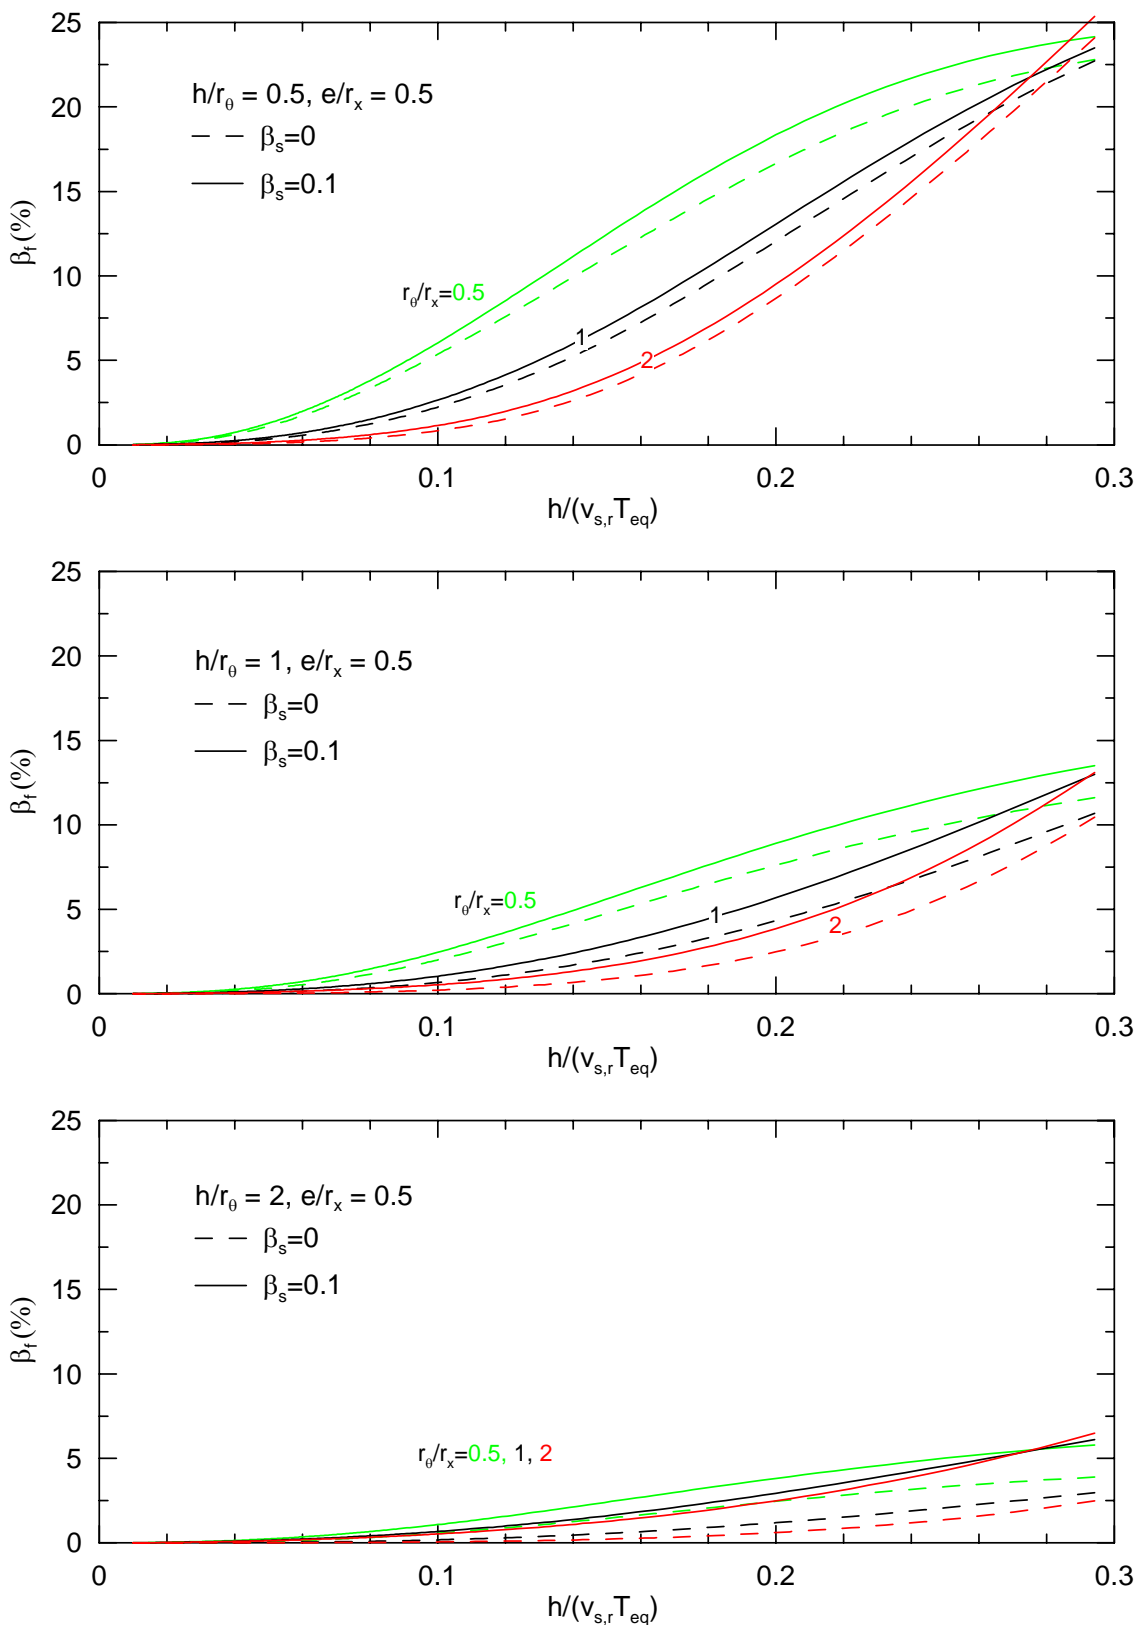 25
20
15
10
5
0
β_f (%)
h/r_θ = 0.5, e/r_x = 0.5
β_s=0
β_s=0.1
r_θ/r_x=0.5
1
2
0 0.1 0.2 0.3
h/(v_s,r T_eq)
25
20
15
10
5
0
β_f (%)
h/r_θ = 1, e/r_x = 0.5
β_s=0
β_s=0.1
r_θ/r_x=0.5
1
2
0 0.1 0.2 0.3
h/(v_s,r T_eq)
25
20
15
10
5
0
β_f (%)
h/r_θ = 2, e/r_x = 0.5
β_s=0
β_s=0.1
r_θ/r_x=0.5, 1, 2
0 0.1 0.2 0.3
h/(v_s,r T_eq)